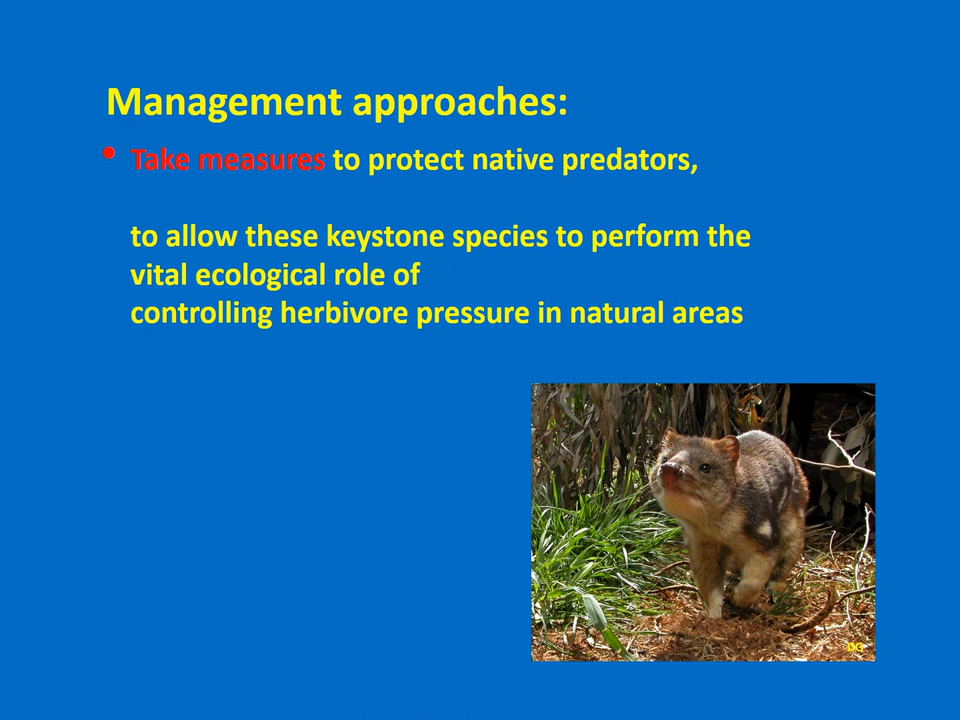 Management approaches:
• Take measures to protect native predators,
to allow these keystone species to perform the
vital ecological role of
controlling herbivore pressure in natural areas
DG